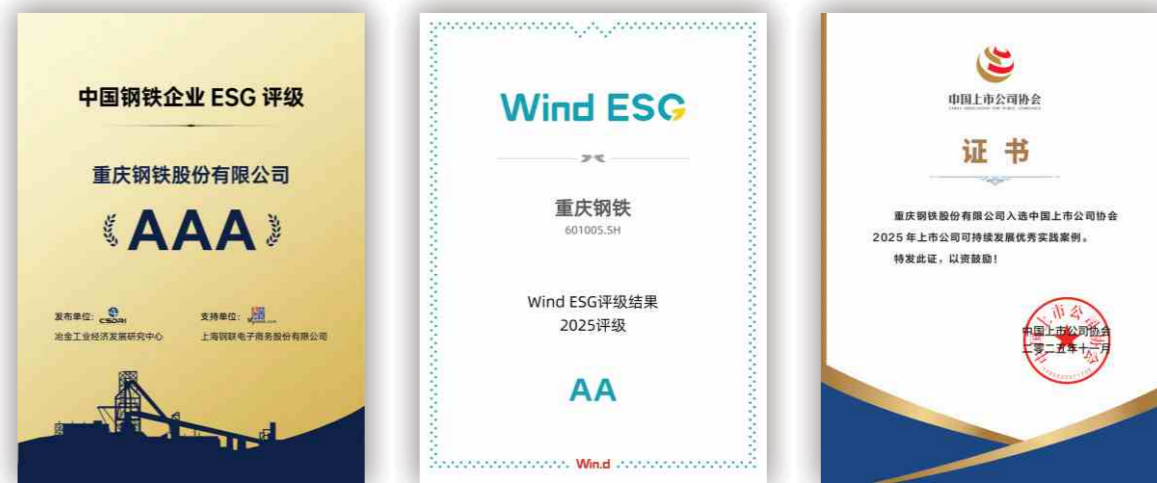 中国钢铁企业 ESG 评级
重庆钢铁股份有限公司
AAA
发布单位：
CSDRI
支持单位：
冶金工业经济发展研究中心
上海钢联电子商务股份有限公司
Wind ESG
重庆钢铁
601005.SH
Wind ESG评级结果
2025评级
AA
Win.d
中国上市公司协会
证书
重庆钢铁股份有限公司入选中国上市公司协会
2025 年上市公司可持续发展优秀实践案例。
特发此证，以资鼓励！
中国上市公司协会
二零二五年十一月